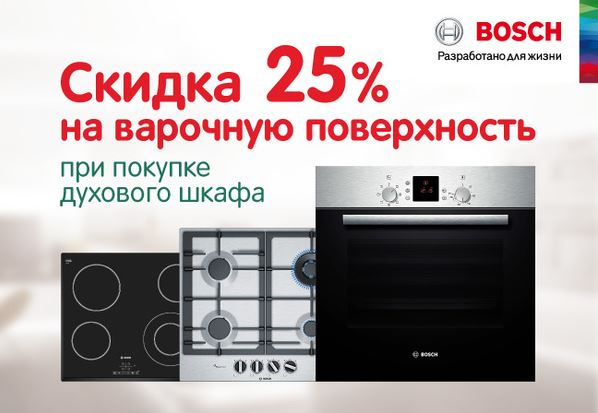 BOSCH
Разработано для жизни
Скидка 25%
на варочную поверхность
при покупке
духового шкафа
BOSCH